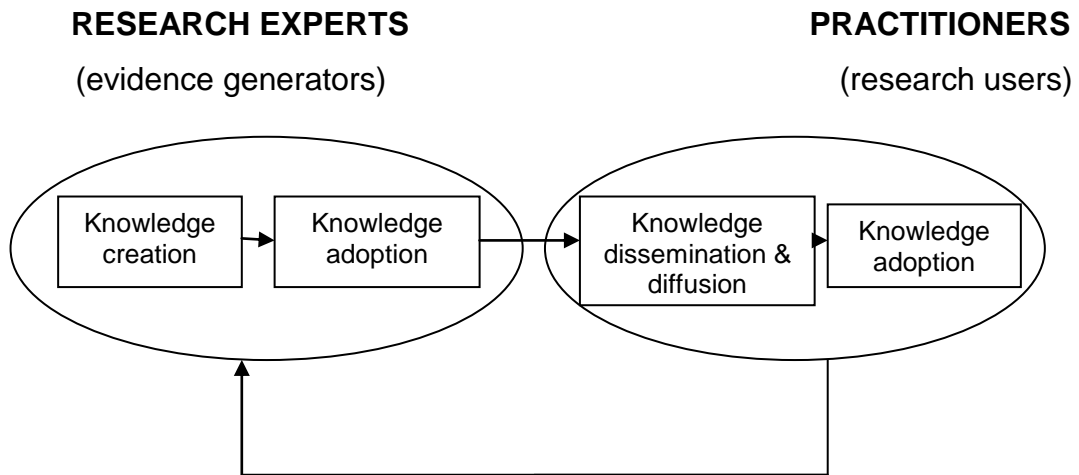 RESEARCH EXPERTS
(evidence generators)
PRACTITIONERS
(research users)
Knowledge
creation
Knowledge
adoption
Knowledge
dissemination &
diffusion
Knowledge
adoption